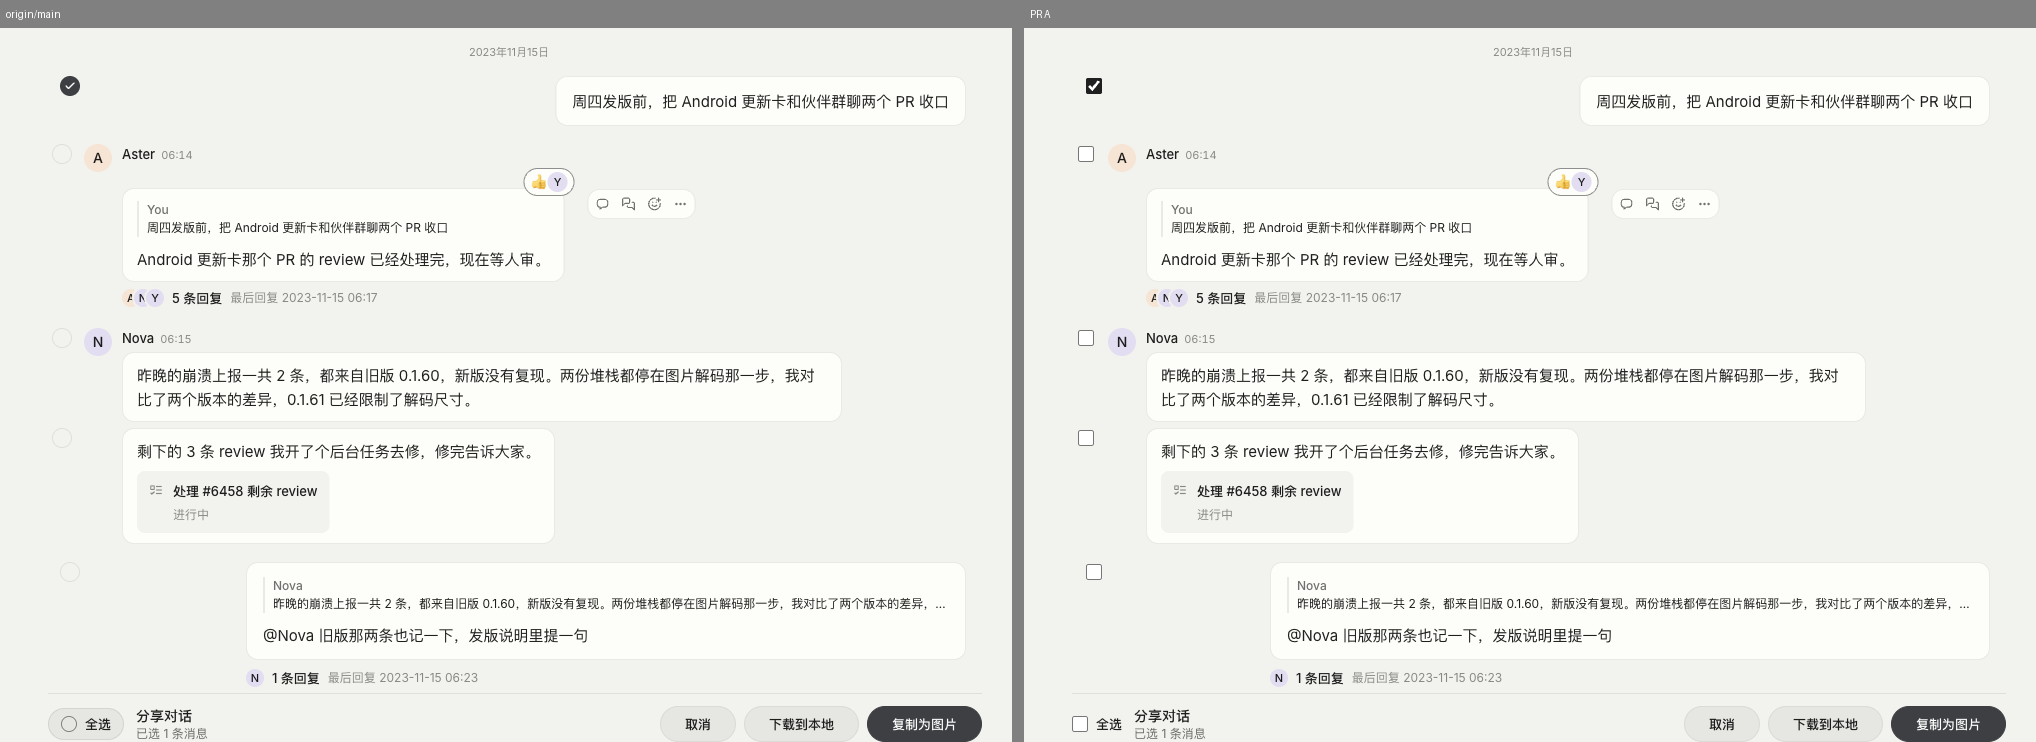 origin/main
2023年11月15日
周四发版前，把 Android 更新卡和伙伴群聊两个 PR 收口
A
Aster 06:14
👍 Y
You
周四发版前，把 Android 更新卡和伙伴群聊两个 PR 收口
Android 更新卡那个 PR 的 review 已经处理完，现在等人审。
A N Y 5 条回复 最后回复 2023-11-15 06:17
N
Nova 06:15
昨晚的崩溃上报一共 2 条，都来自旧版 0.1.60，新版没有复现。两份堆栈都停在图片解码那一步，我对
比了两个版本的差异，0.1.61 已经限制了解码尺寸。
剩下的 3 条 review 我开了个后台任务去修，修完告诉大家。
处理 #6458 剩余 review
进行中
Nova
昨晚的崩溃上报一共 2 条，都来自旧版 0.1.60，新版没有复现。两份堆栈都停在图片解码那一步，我对比了两个版本的差异，...
@Nova 旧版那两条也记一下，发版说明里提一句
N 1 条回复 最后回复 2023-11-15 06:23
全选
分享对话
已选 1 条消息
取消
下载到本地
复制为图片
PR A
2023年11月15日
周四发版前，把 Android 更新卡和伙伴群聊两个 PR 收口
A
Aster 06:14
👍 Y
You
周四发版前，把 Android 更新卡和伙伴群聊两个 PR 收口
Android 更新卡那个 PR 的 review 已经处理完，现在等人审。
A N Y 5 条回复 最后回复 2023-11-15 06:17
N
Nova 06:15
昨晚的崩溃上报一共 2 条，都来自旧版 0.1.60，新版没有复现。两份堆栈都停在图片解码那一步，我对
比了两个版本的差异，0.1.61 已经限制了解码尺寸。
剩下的 3 条 review 我开了个后台任务去修，修完告诉大家。
处理 #6458 剩余 review
进行中
Nova
昨晚的崩溃上报一共 2 条，都来自旧版 0.1.60，新版没有复现。两份堆栈都停在图片解码那一步，我对比了两个版本的差异，...
@Nova 旧版那两条也记一下，发版说明里提一句
N 1 条回复 最后回复 2023-11-15 06:23
全选
分享对话
已选 1 条消息
取消
下载到本地
复制为图片